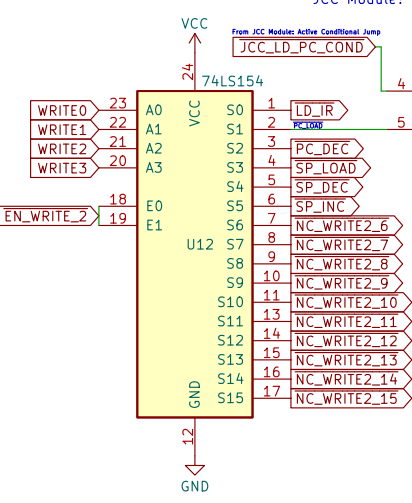 JCC Module:
VCC
From JCC Module: Active Conditional Jump
JCC_LD_PC_COND
24
74LS154
4
WRITE0 23 A0 VCC S0 1 LD_IR
WRITE1 22 A1 S1 2 PC_LOAD 5
WRITE2 21 A2 S2 3 PC_DEC
WRITE3 20 A3 S3 4 SP_LOAD
S4 5 SP_DEC
18 E0 S5 6 SP_INC
EN_WRITE_2 19 E1 S6 7 NC_WRITE2_6
U12 S7 8 NC_WRITE2_7
S8 9 NC_WRITE2_8
S9 10 NC_WRITE2_9
S10 11 NC_WRITE2_10
S11 13 NC_WRITE2_11
S12 14 NC_WRITE2_12
S13 15 NC_WRITE2_13
S14 16 NC_WRITE2_14
GND S15 17 NC_WRITE2_15
12
GND